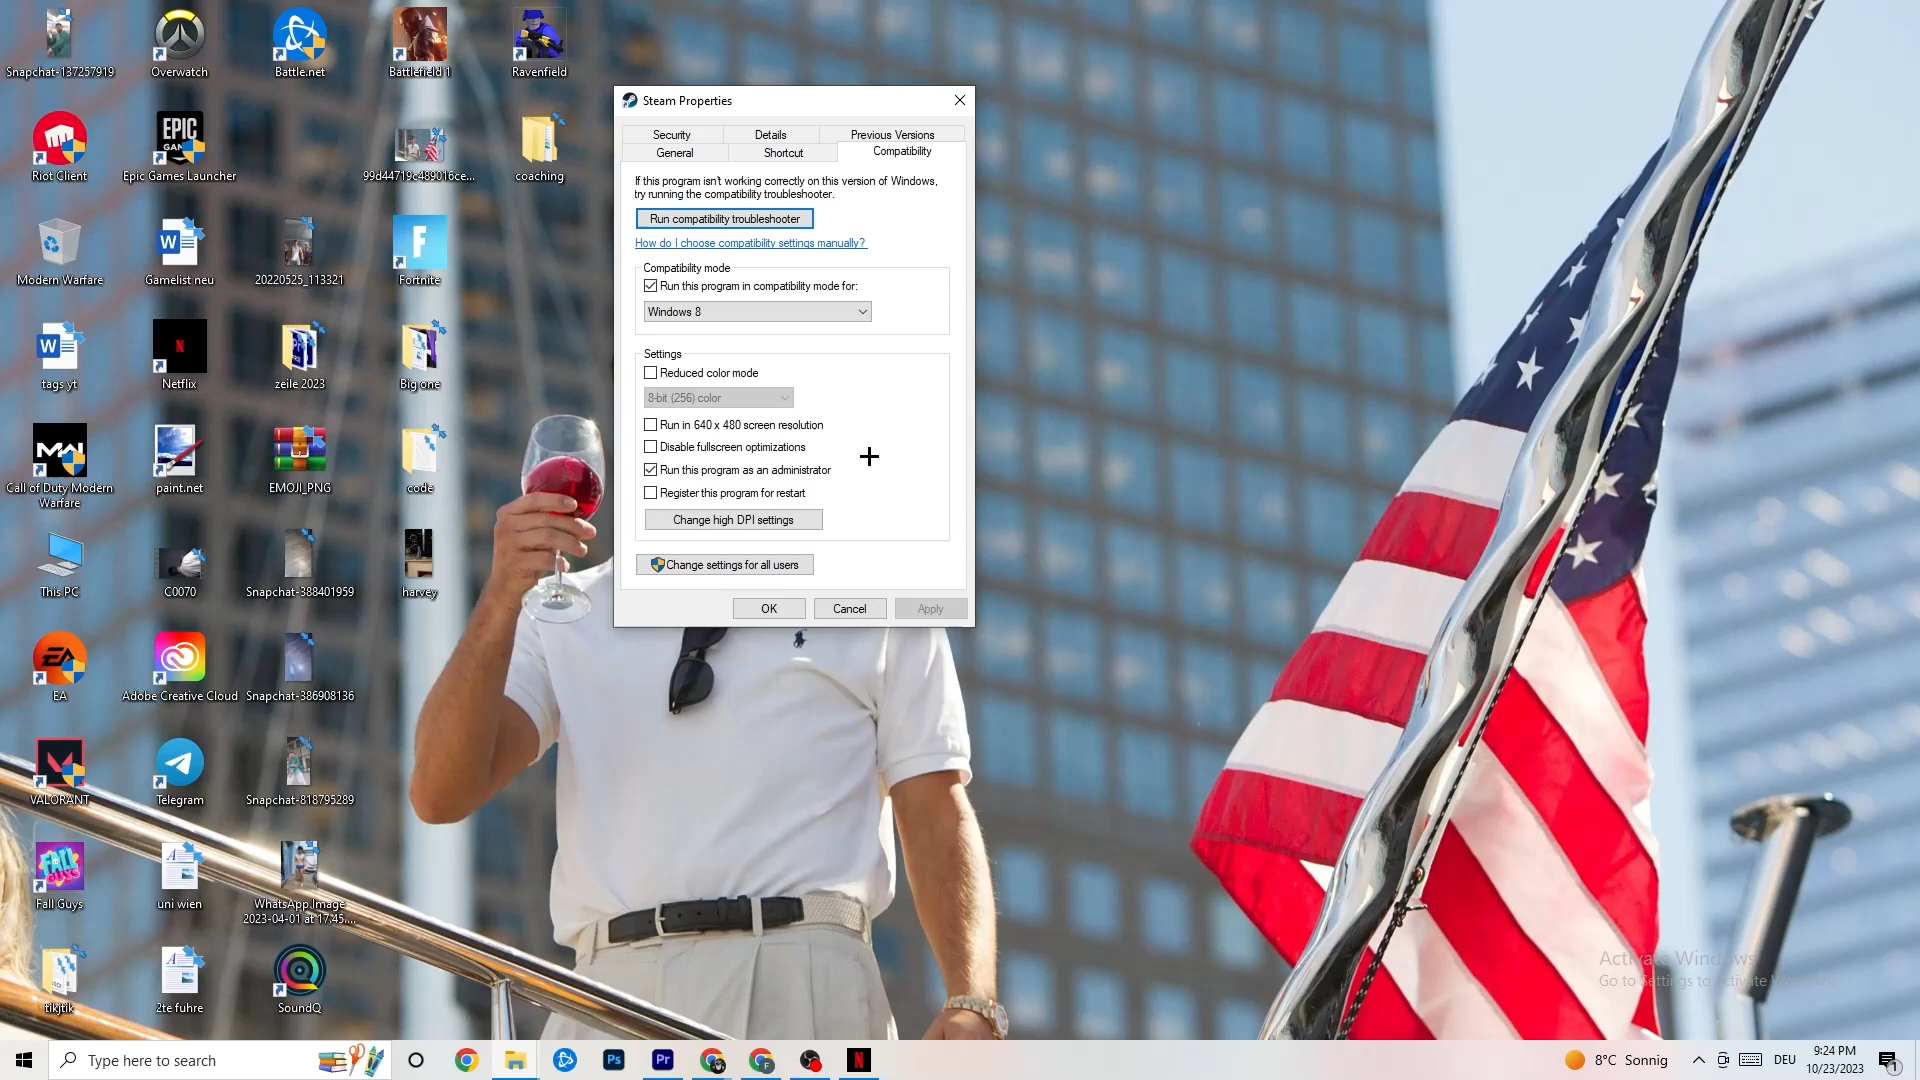 Snapchat-137257919
Overwatch
Battle.net
Battlefield 1
Ravenfield
Riot Client
EPIC
GAMES
Epic Games Launcher
99d44719c489016ce...
coaching
Modern Warfare
Gamelist neu
20220525_113321
F
Fortnite
W
tags yt
N
Netflix
zeile 2023
Big one
Call of Duty Modern
Warfare
paint.net
EMOJI_PNG
code
This PC
C0070
Snapchat-388401959
harvey
EA
EA
Adobe Creative Cloud
Snapchat-386908136
VALORANT
Telegram
Snapchat-818795289
FALL
GUYS
Fall Guys
uni wien
WhatsApp Image
2023-04-01 at 17.45....
tikjtik
2te fuhre
SoundQ
Steam Properties
Security
Details
Previous Versions
General
Shortcut
Compatibility
If this program isn't working correctly on this version of Windows,
try running the compatibility troubleshooter.
Run compatibility troubleshooter
How do I choose compatibility settings manually?
Compatibility mode
Run this program in compatibility mode for:
Windows 8
Settings
Reduced color mode
8-bit (256) color
Run in 640 x 480 screen resolution
Disable fullscreen optimizations
Run this program as an administrator
Register this program for restart
Change high DPI settings
Change settings for all users
OK
Cancel
Apply
Activate Windows
Go to Settings to activate
Type here to search
Ps
Pr
F
N
8°C Sonnig
DEU
9:24 PM
10/23/2023
1